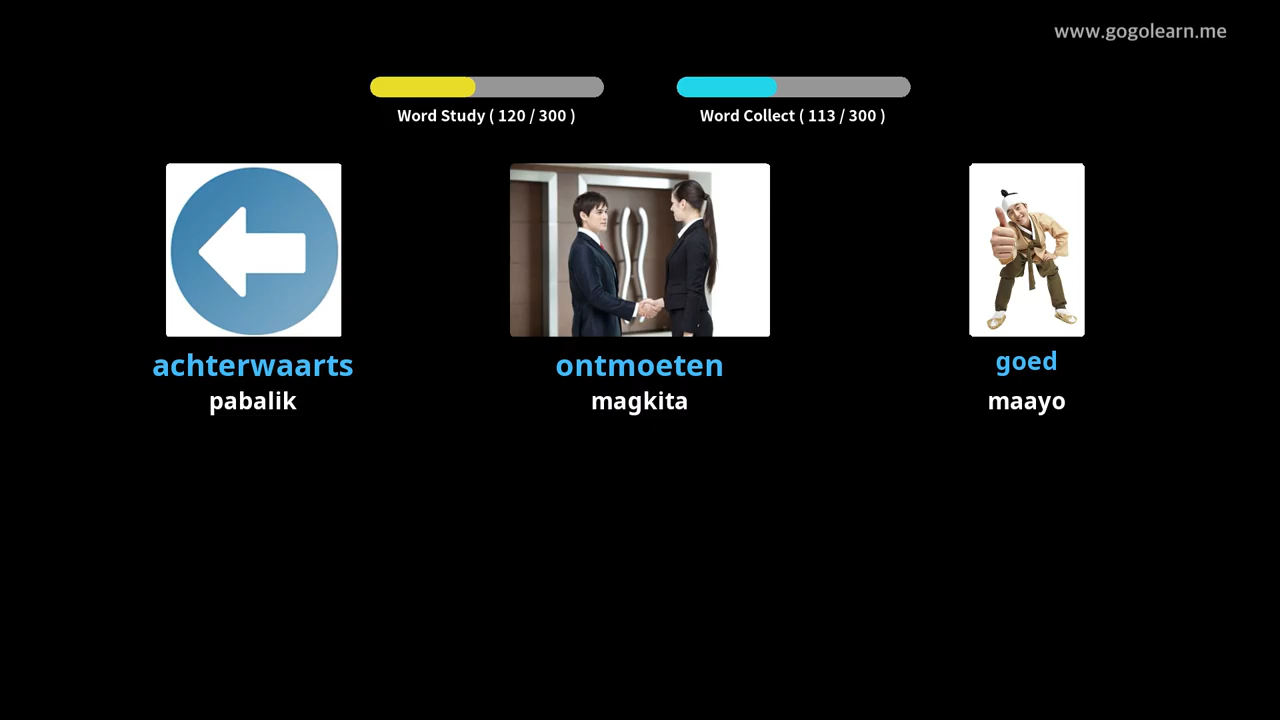 www.gogolearn.me
Word Study ( 120 / 300 )
Word Collect ( 113 / 300 )
achterwaarts
pabalik
ontmoeten
magkita
goed
maayo